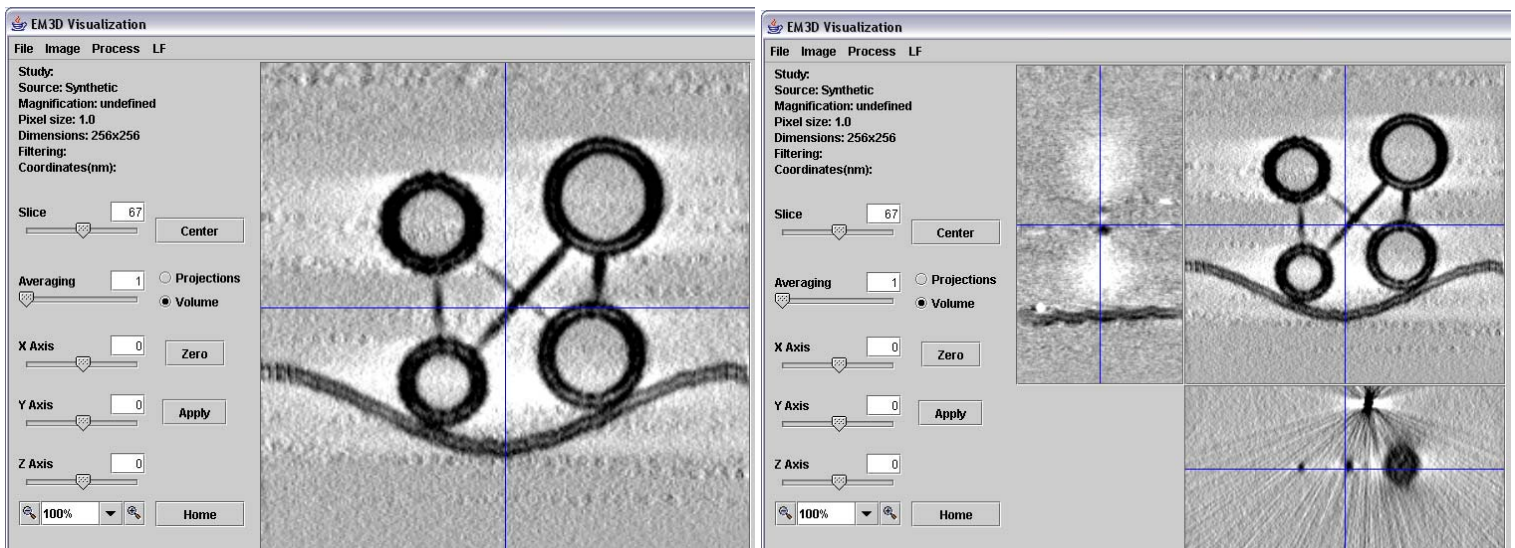 EM3D Visualization
File Image Process LF
Study:
Source: Synthetic
Magnification: undefined
Pixel size: 1.0
Dimensions: 256x256
Filtering:
Coordinates(nm):
Slice 67
Center
Averaging 1
Projections
Volume
X Axis 0
Zero
Y Axis 0
Apply
Z Axis 0
100%
Home
EM3D Visualization
File Image Process LF
Study:
Source: Synthetic
Magnification: undefined
Pixel size: 1.0
Dimensions: 256x256
Filtering:
Coordinates(nm):
Slice 67
Center
Averaging 1
Projections
Volume
X Axis 0
Zero
Y Axis 0
Apply
Z Axis 0
100%
Home